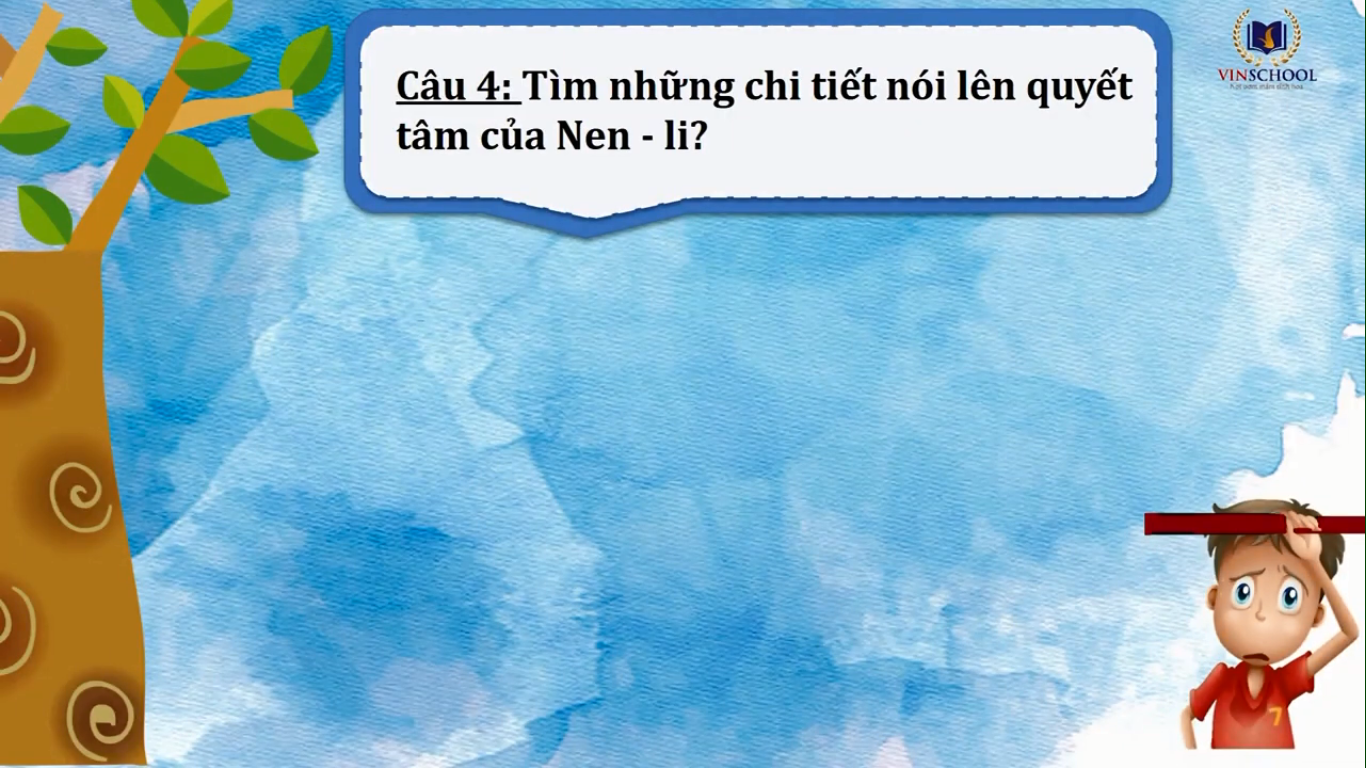 Câu 4: Tìm những chi tiết nói lên quyết
tâm của Nen - li?
VINSCHOOL
7